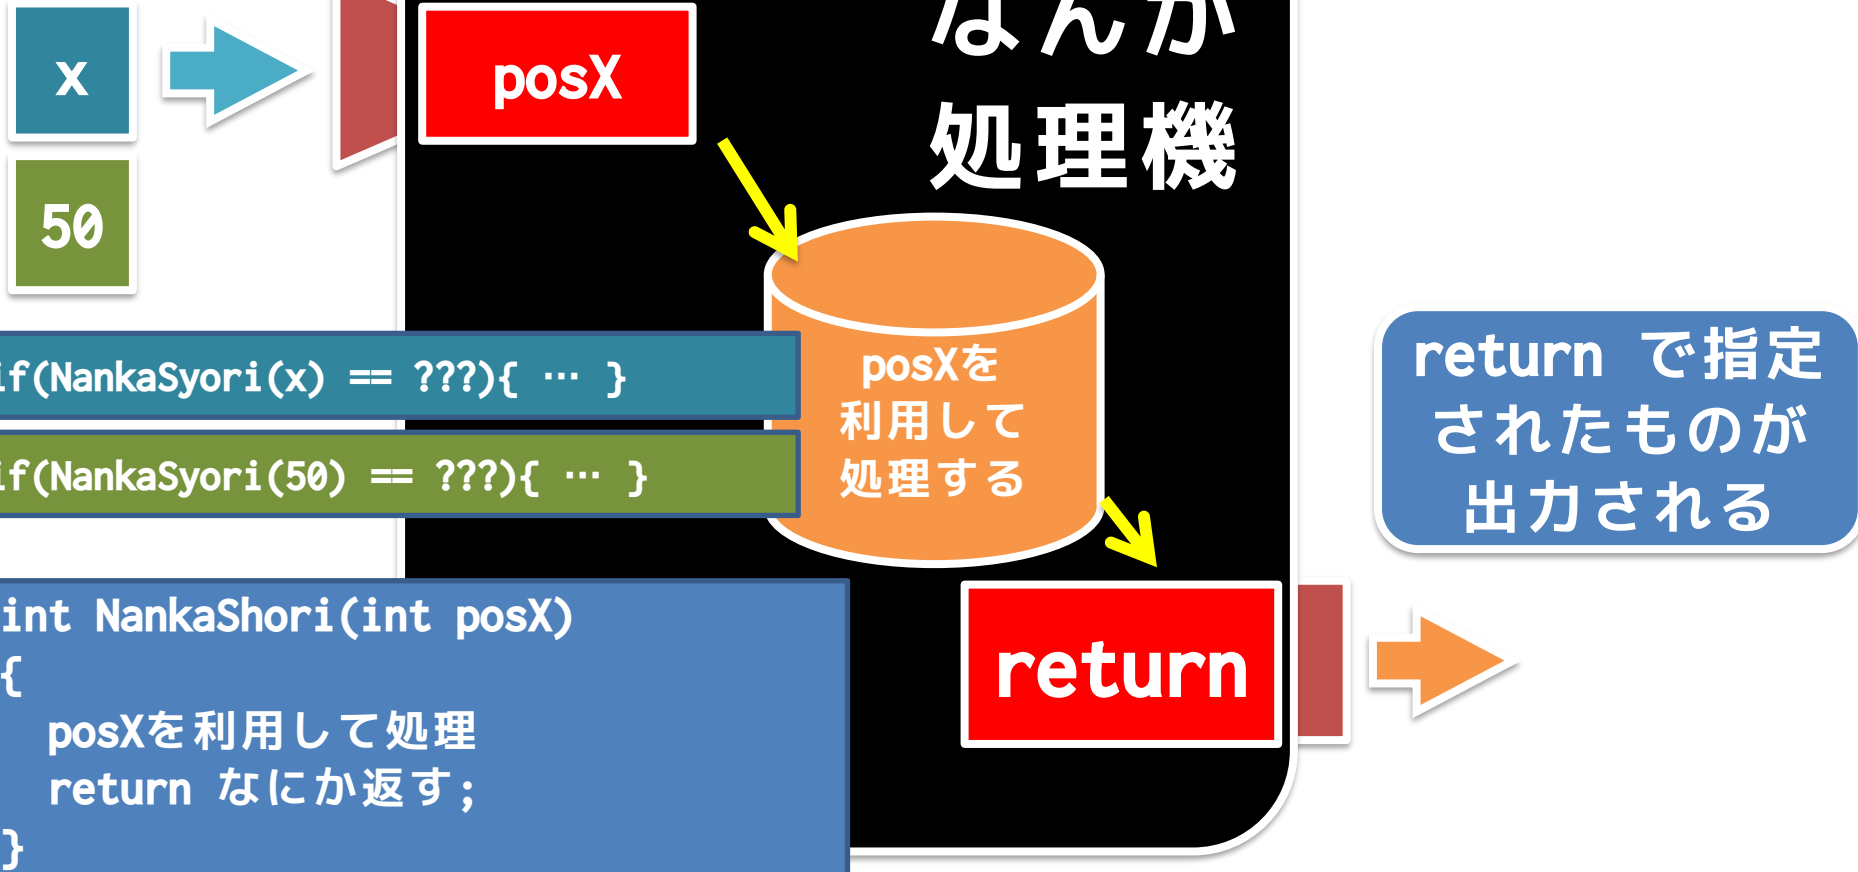 x
50
posX
なんか
処理機
posXを
利用して
処理する
if(NankaSyori(x) == ???){ … }
if(NankaSyori(50) == ???){ … }
int NankaShori(int posX)
{
posXを利用して処理
return なにか返す;
}
return
return で指定
されたものが
出力される